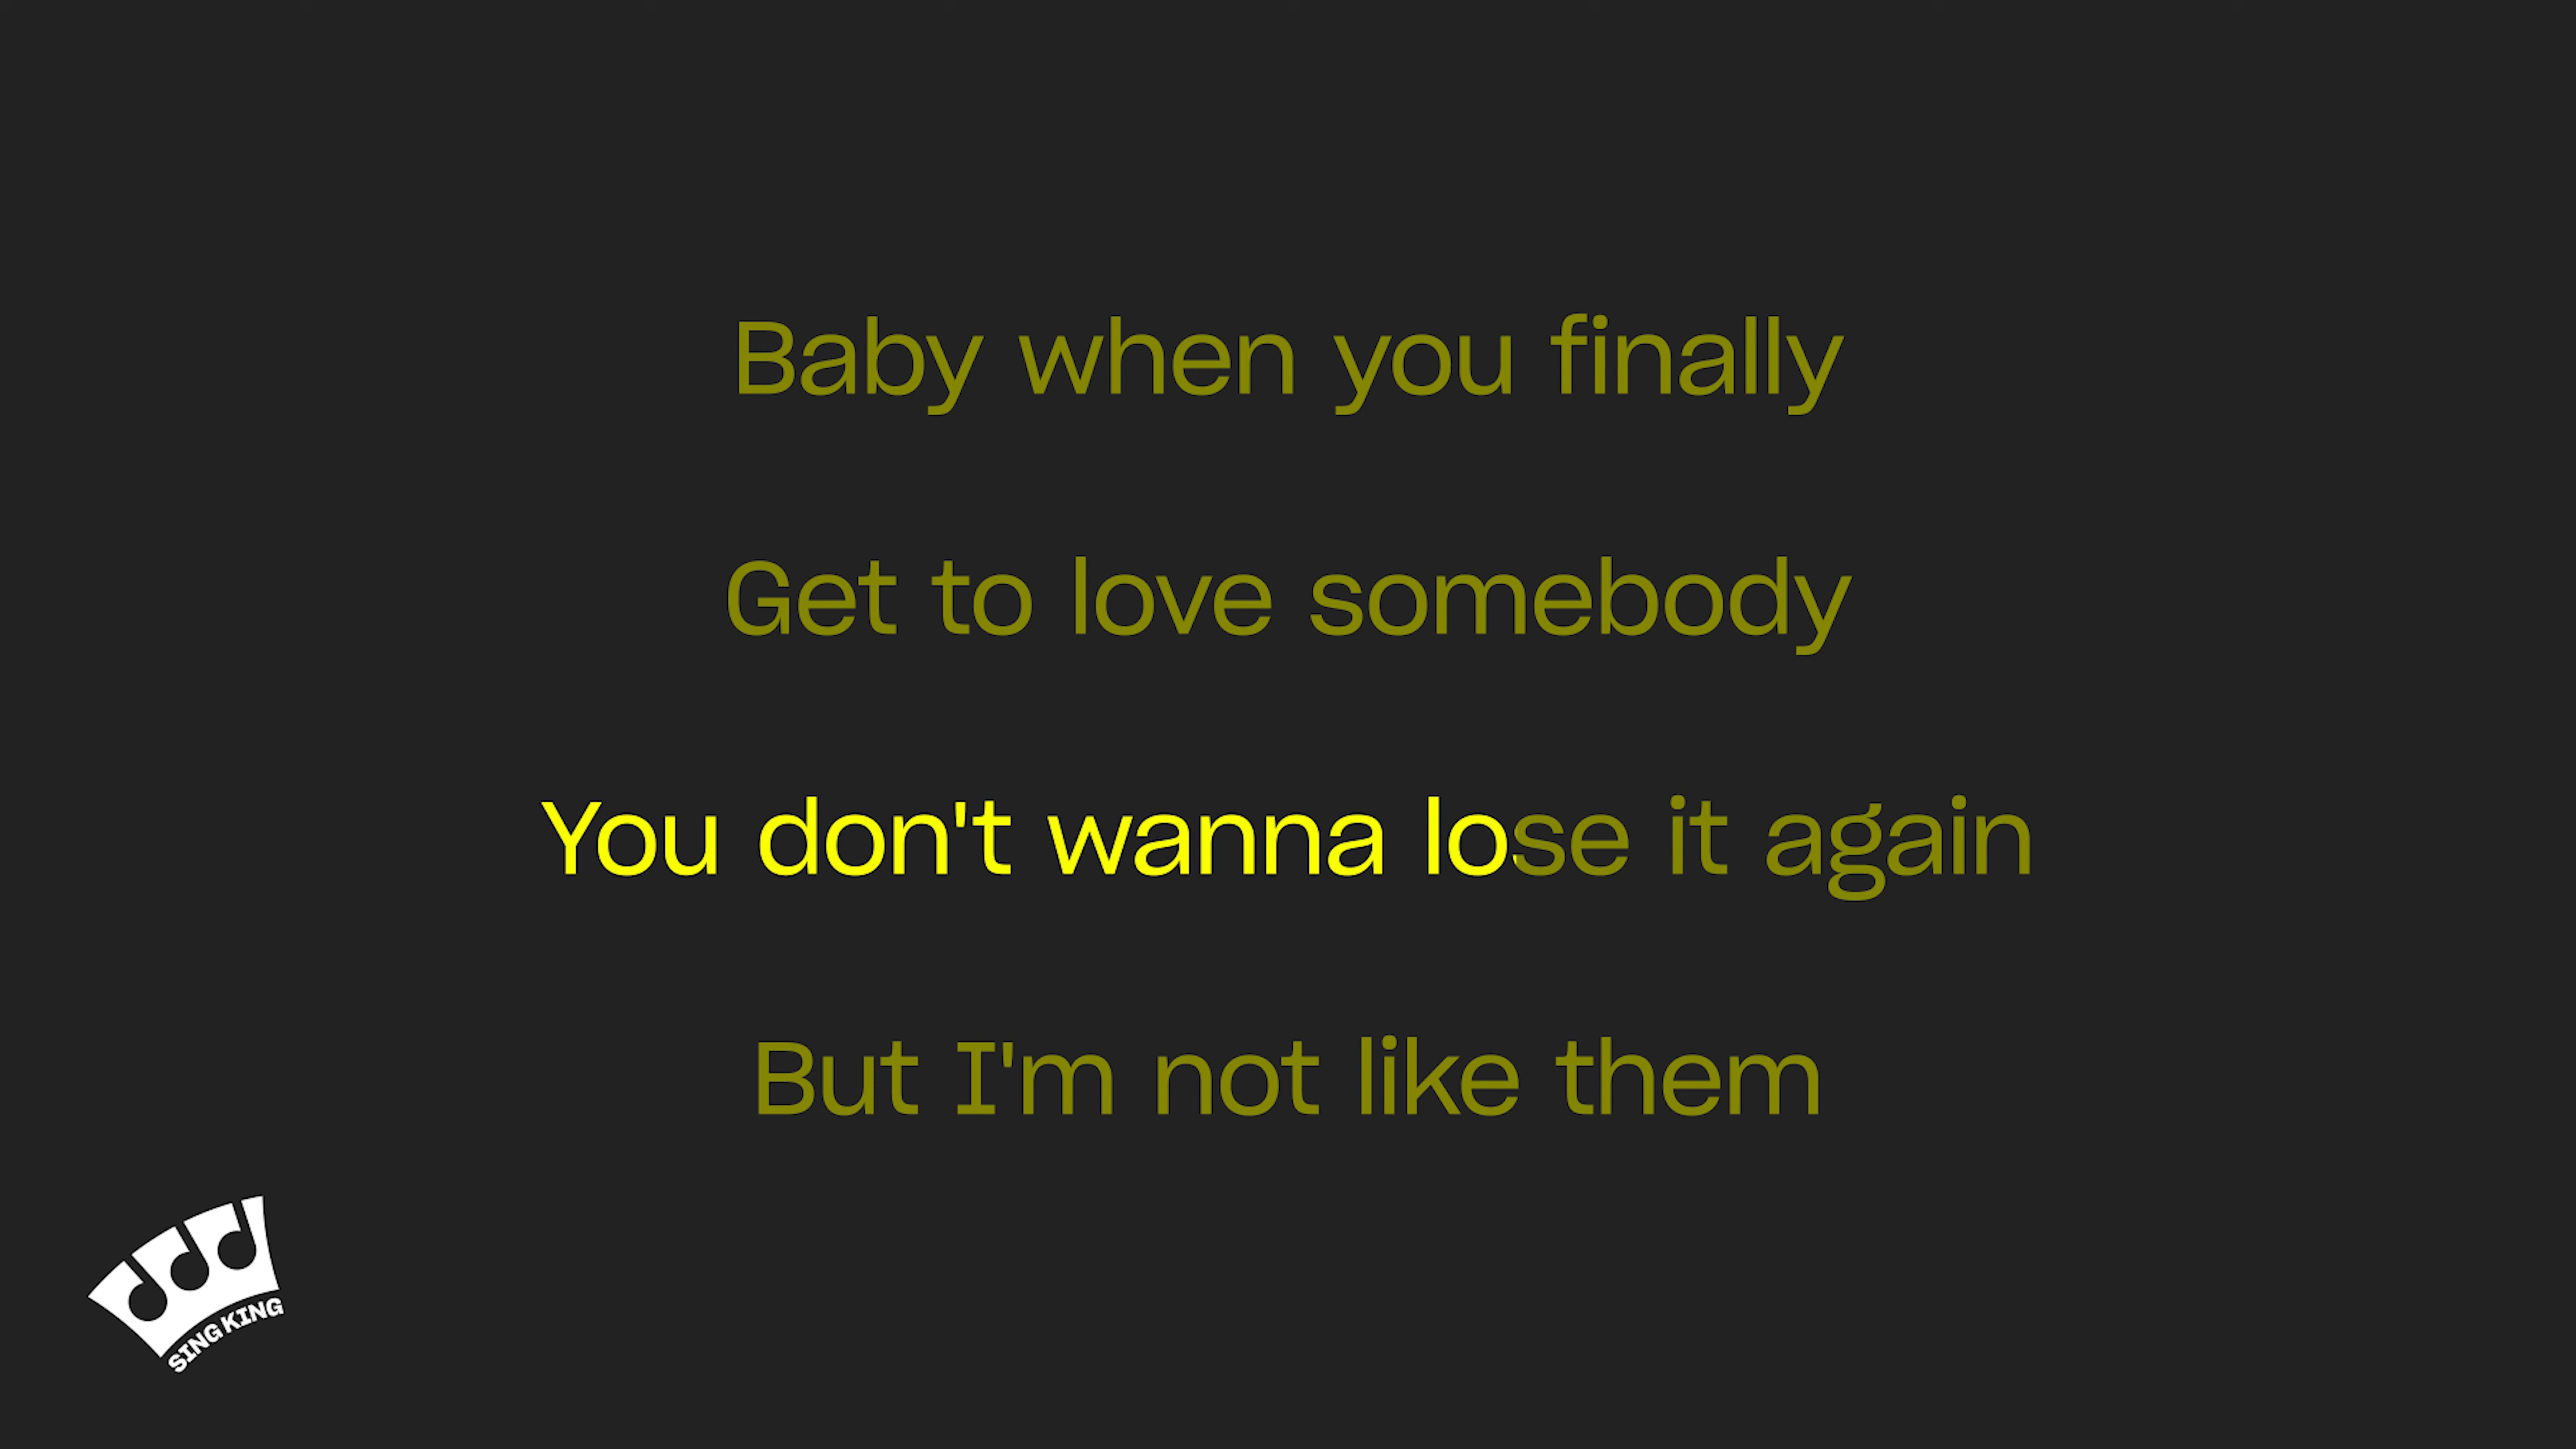 Baby when you finally
Get to love somebody
You don't wanna lose it again
But I'm not like them
SING KING